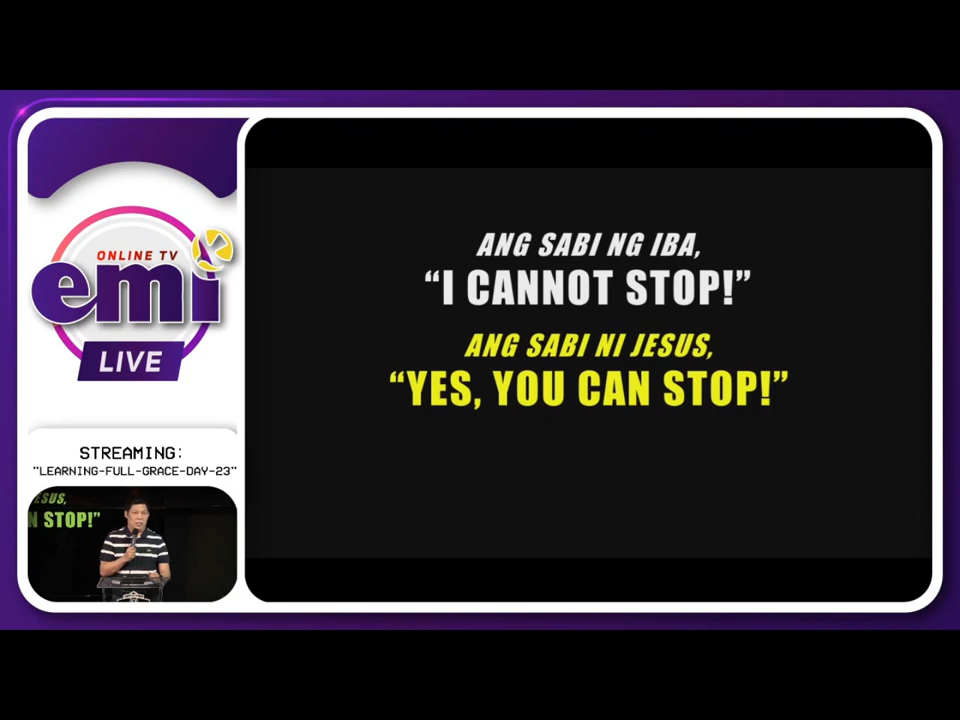 ONLINE TV
emi
LIVE
STREAMING:
"LEARNING-FULL-GRACE-DAY-23"
ESUS,
N STOP!”
ANG SABI NG IBA,
“I CANNOT STOP!”
ANG SABI NI JESUS,
“YES, YOU CAN STOP!”